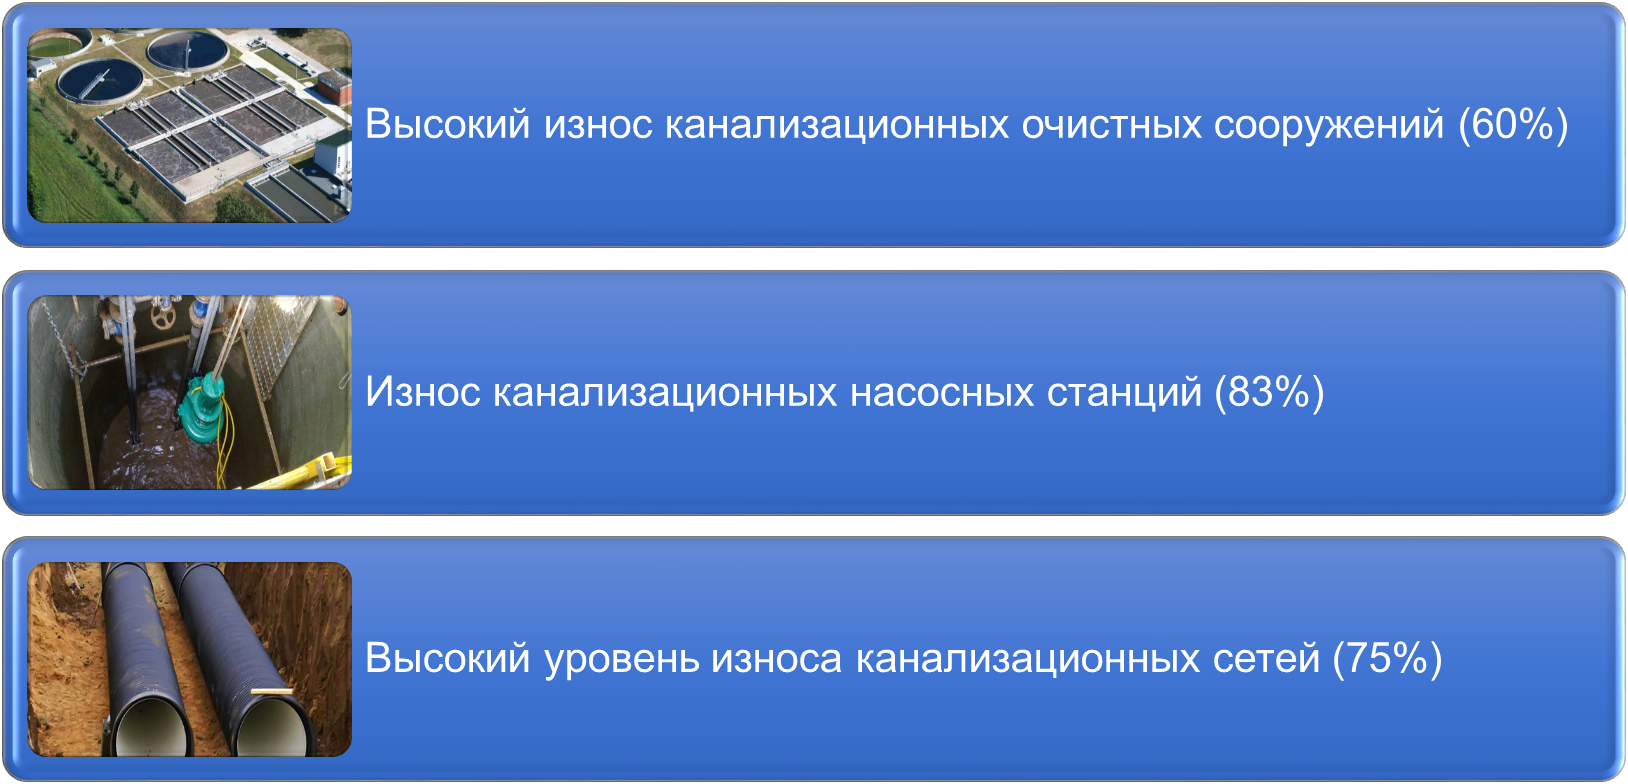 Высокий износ канализационных очистных сооружений (60%)
Износ канализационных насосных станций (83%)
Высокий уровень износа канализационных сетей (75%)